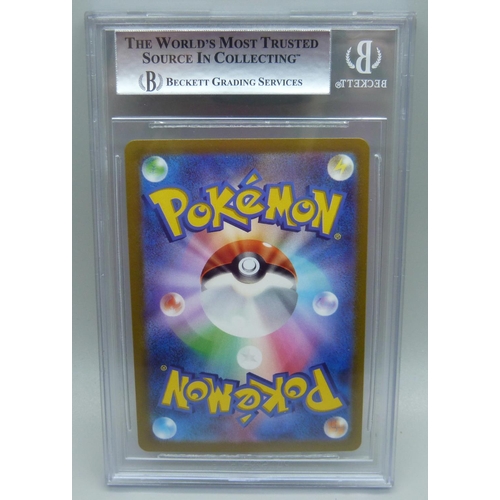 The World's Most Trusted
Source In Collecting™
B Beckett Grading Services
B
BECKETT®
POKéMON®
POKéMON®